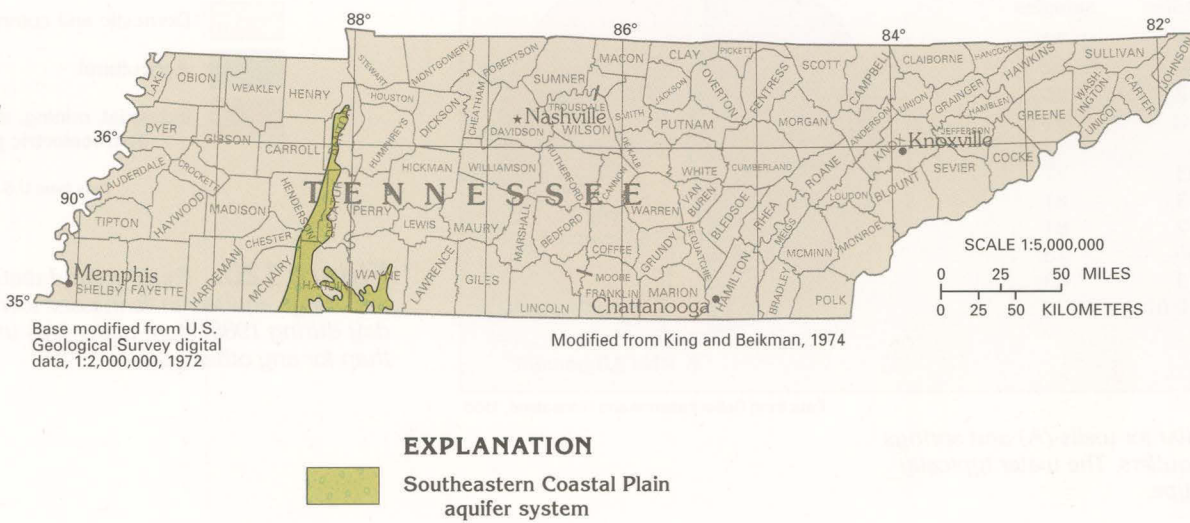 88°
86°
84°
82°
36°
90°
35°
LAKE
OBION
WEAKLEY
HENRY
STEWART
MONTGOMERY
ROBERTSON
SUMNER
MACON
CLAY
PICKETT
SCOTT
CAMPBELL
CLAIBORNE
HANCOCK
HAWKINS
SULLIVAN
JOHNSON
DYER
GIBSON
CARROLL
BENTON
HOUSTON
HUMPHREYS
DICKSON
CHEATHAM
DAVIDSON
Nashville
TROUSDALE
WILSON
SMITH
JACKSON
OVERTON
FENTRESS
PUTNAM
MORGAN
ANDERSON
UNION
GRAINGER
HAMBLEN
JEFFERSON
GREENE
WASH-
INGTON
UNICOI
CARTER
LAUDERDALE
CROCKETT
HAYWOOD
MADISON
HENDERSON
DECATUR
PERRY
HICKMAN
WILLIAMSON
RUTHERFORD
CANNON
DEKALB
WHITE
CUMBERLAND
ROANE
KNOX
Knoxville
SEVIER
COCKE
TENNESSEE
TIPTON
CHESTER
LEWIS
MAURY
MARSHALL
BEDFORD
COFFEE
WARREN
VAN
BUREN
BLEDSOE
RHEA
MEIGS
LOUDON
BLOUNT
MONROE
MCMINN
Memphis
SHELBY
FAYETTE
HARDEMAN
MCNAIRY
HARDIN
WAYNE
LAWRENCE
GILES
LINCOLN
MOORE
FRANKLIN
GRUNDY
SEQUATCHIE
MARION
Chattanooga
HAMILTON
BRADLEY
POLK
SCALE 1:5,000,000
0 25 50 MILES
0 25 50 KILOMETERS
Base modified from U.S.
Geological Survey digital
data, 1:2,000,000, 1972
Modified from King and Beikman, 1974
EXPLANATION
Southeastern Coastal Plain
aquifer system